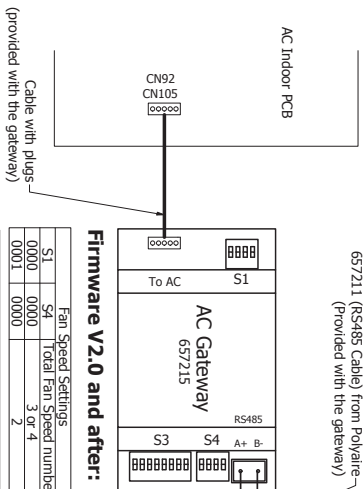 657211 (RS485 Cable) from Polyaire
(Provided with the gateway)
AC Indoor PCB
CN92
CN105
Cable with plugs
(provided with the gateway)
To AC
S1
AC Gateway
657215
RS485
S3
S4
A+ B-
Firmware V2.0 and after:
Fan Speed Settings
S1 S4 Total Fan Speed numbe
0000 0000 3 or 4
0001 0000 2